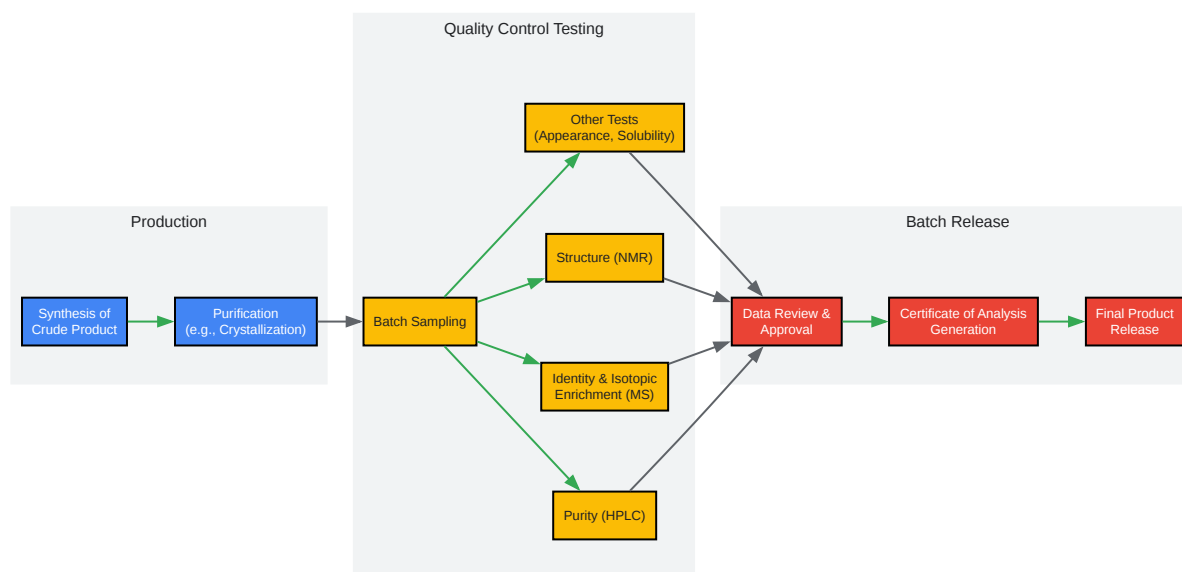 Quality Control Testing
Other Tests
(Appearance, Solubility)
Production
Batch Release
Structure (NMR)
Synthesis of
Crude Product
Purification
(e.g., Crystallization)
Batch Sampling
Data Review &
Approval
Certificate of Analysis
Generation
Final Product
Release
Identity & Isotopic
Enrichment (MS)
Purity (HPLC)